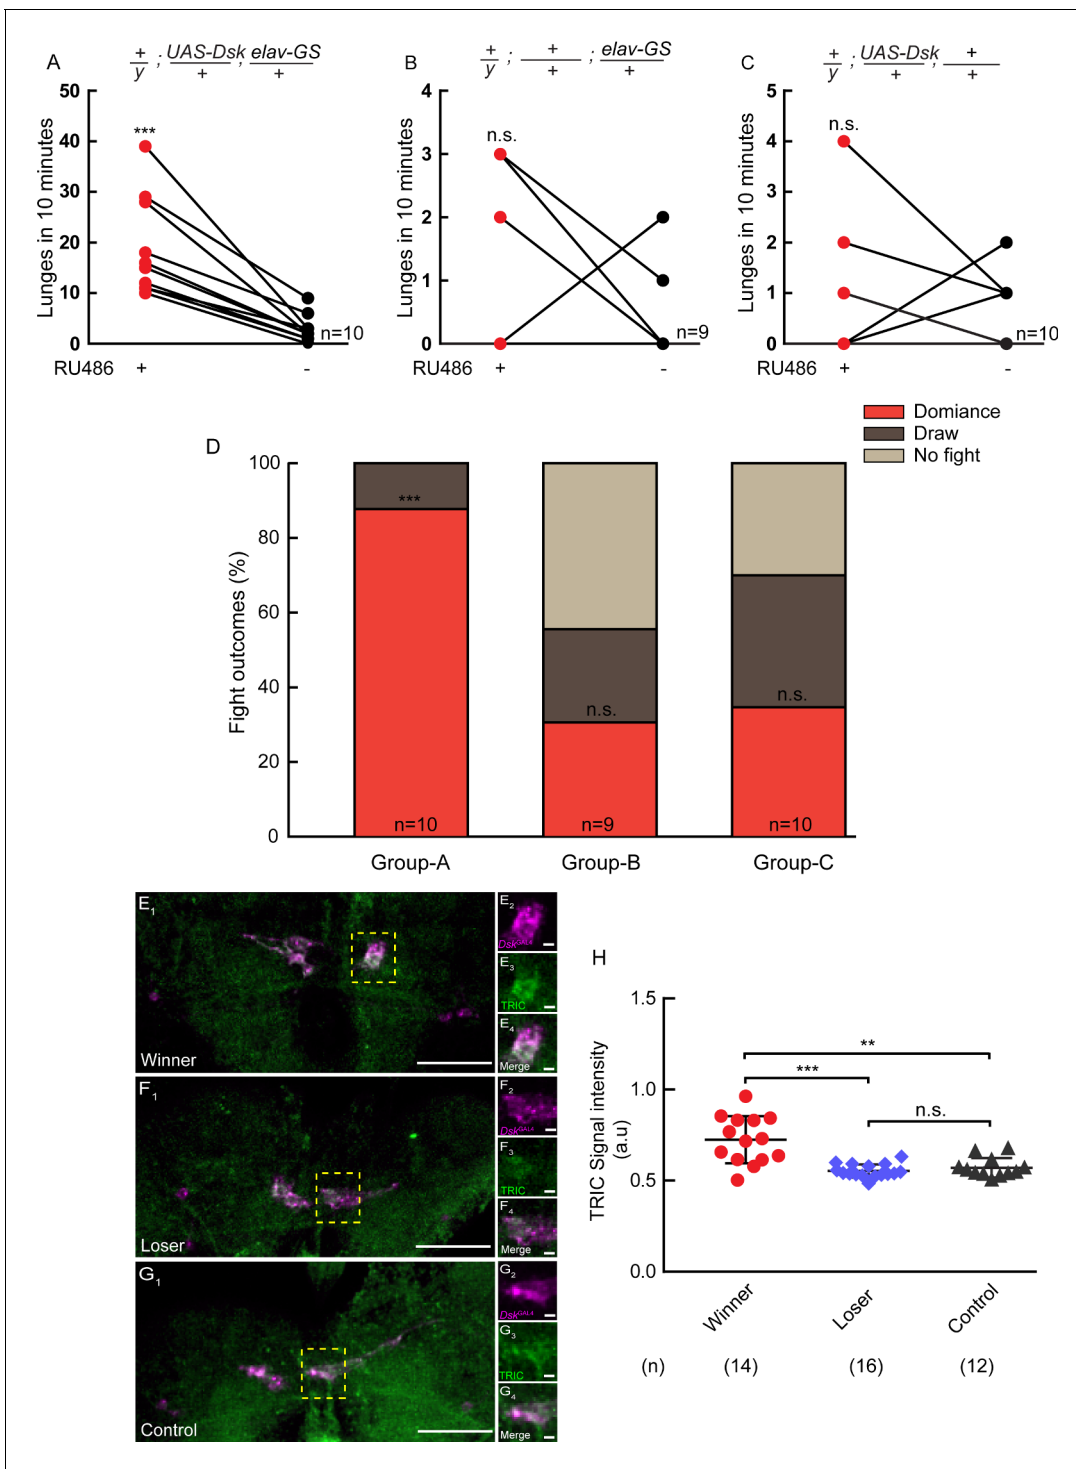 A
+ UAS-Dsk elav-GS
; ;
y + +
50
40
30
20
10
0
Lunges in 10 minutes
***
n=10
RU486 + -
B
+ + elav-GS
; ;
y + +
4
3
2
1
0
Lunges in 10 minutes
n.s.
n=9
RU486 + -
C
+ UAS-Dsk +
; ;
y + +
5
4
3
2
1
0
Lunges in 10 minutes
n.s.
n=10
RU486 + -
Domiance
Draw
No fight
D
100
80
60
40
20
0
Fight outcomes (%)
***
n.s.
n.s.
n=10
n=9
n=10
Group-A
Group-B
Group-C
E1
Winner
E2
DskGAL4
E3
TRIC
E4
Merge
F1
Loser
F2
DskGAL4
F3
TRIC
F4
Merge
G1
Control
G2
DskGAL4
G3
TRIC
G4
Merge
H
1.5
1.0
0.5
0.0
TRIC Signal intensity
(a.u)
**
***
n.s.
Winner
Loser
Control
(n) (14) (16) (12)